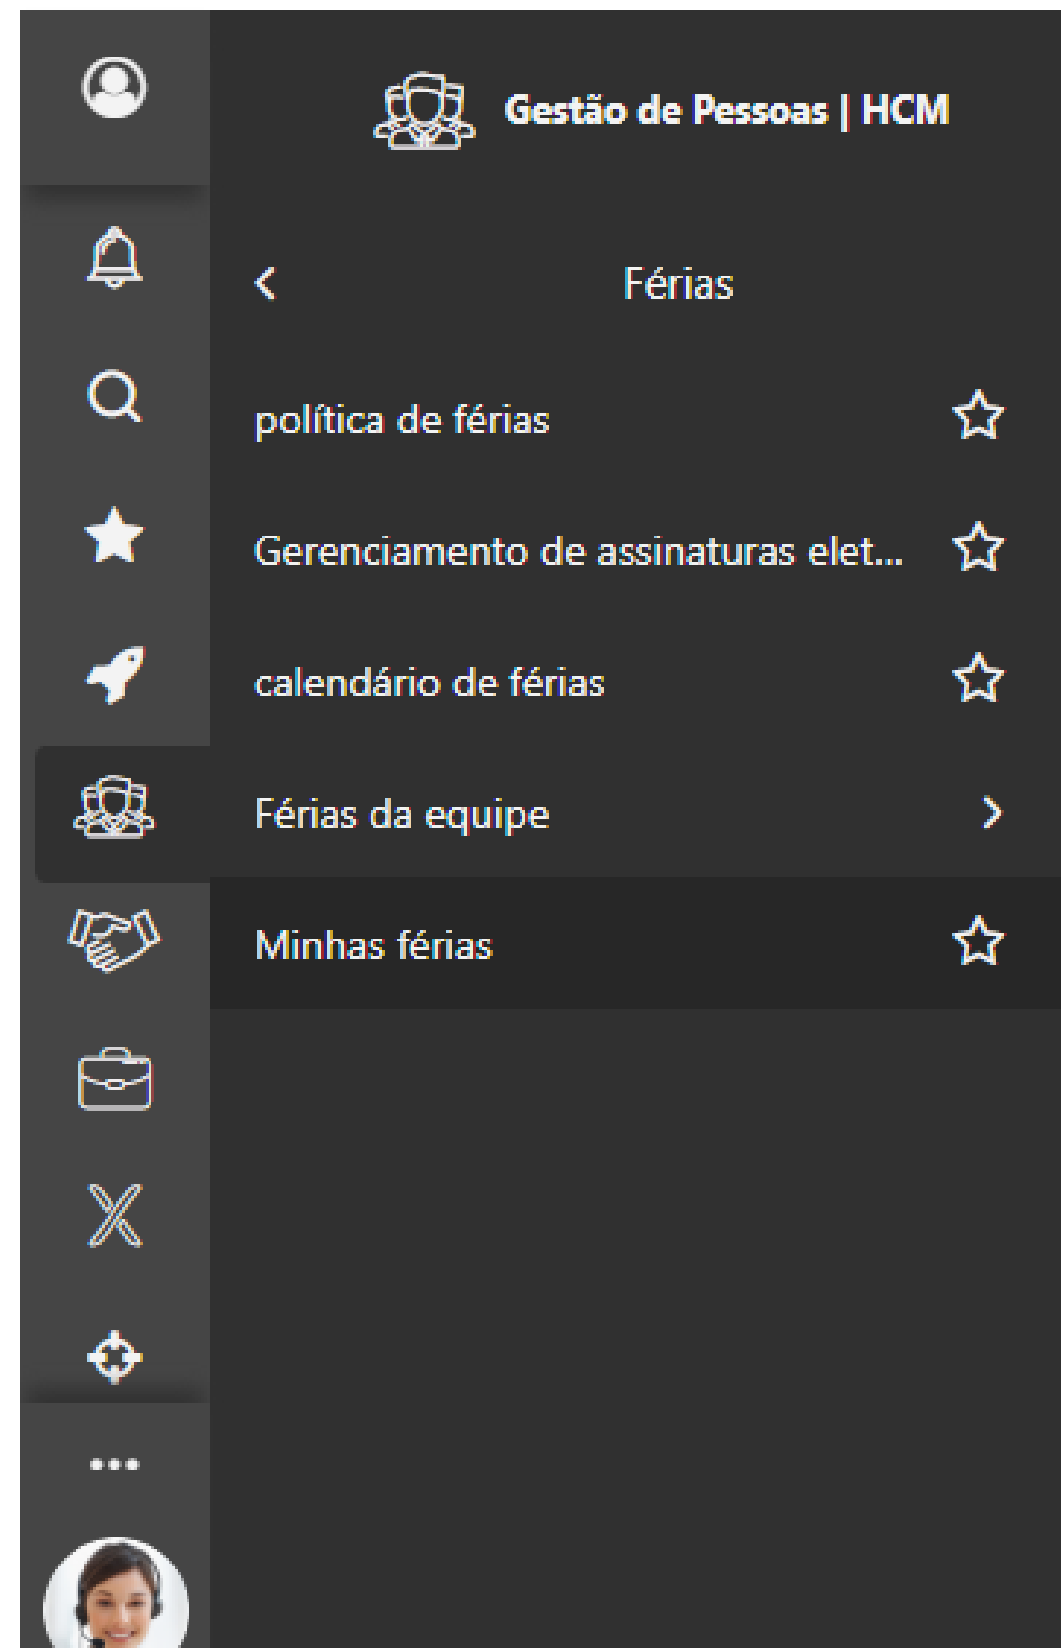 Gestão de Pessoas | HCM
Férias
política de férias
Gerenciamento de assinaturas elet...
calendário de férias
Férias da equipe
Minhas férias